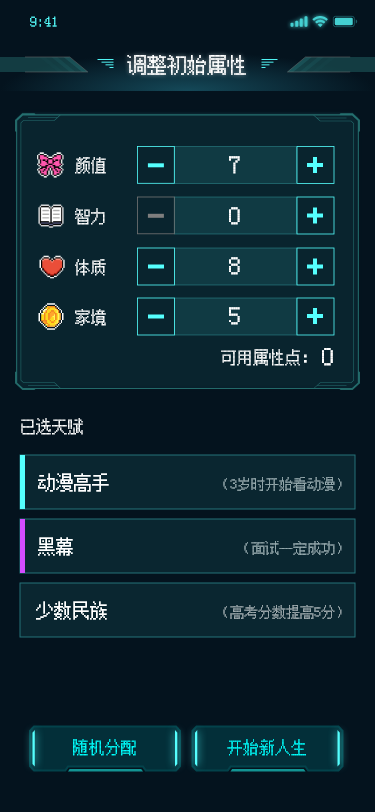 9:41
调整初始属性
颜值 7
智力 0
体质 8
家境 5
可用属性点：0
已选天赋
动漫高手 （3岁时开始看动漫）
黑幕 （面试一定成功）
少数民族 （高考分数提高5分）
随机分配 开始新人生